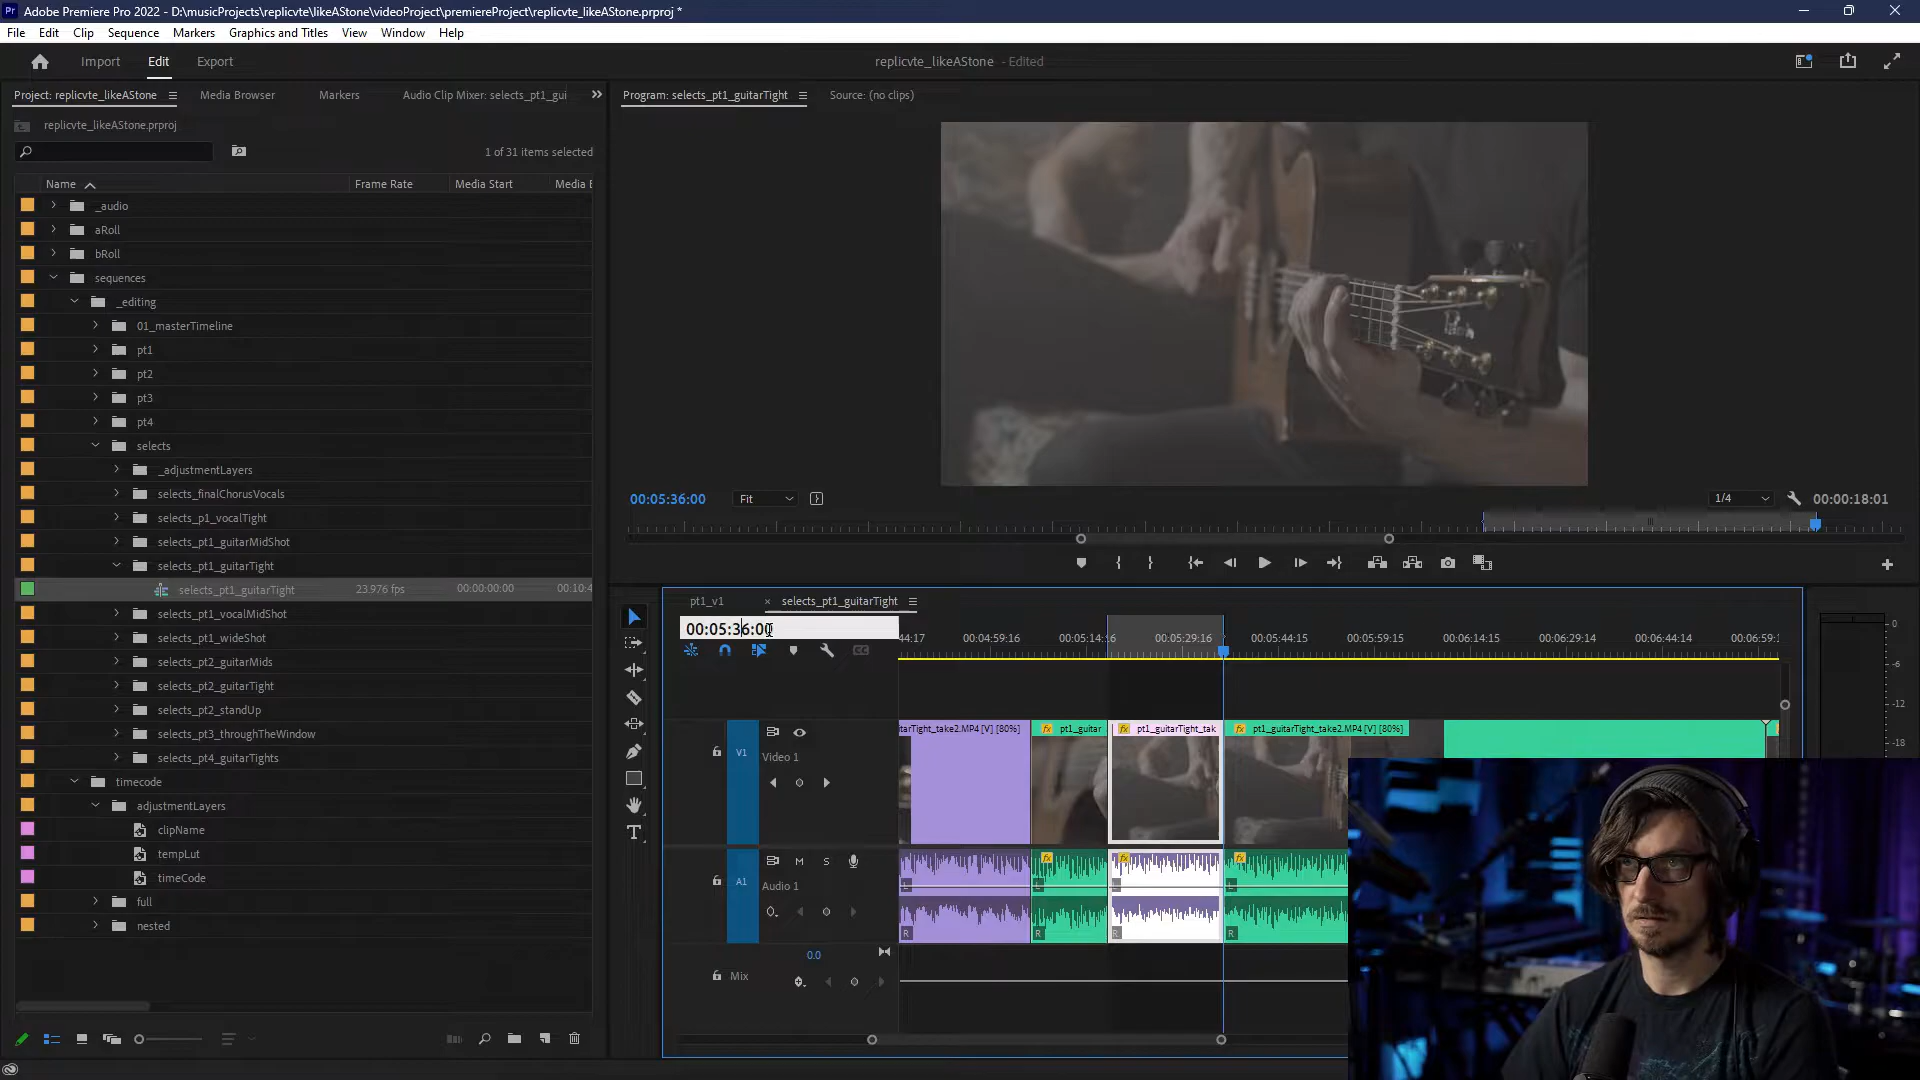 Pr Adobe Premiere Pro 2022 - D:\musicProjects\replicvte\likeAStone\videoProject\premiereProject\replicvte_likeAStone.prproj *
File Edit Clip Sequence Markers Graphics and Titles View Window Help
Import Edit Export replicvte_likeAStone - Edited
Project: replicvte_likeAStone Media Browser Markers Audio Clip Mixer: selects_pt1_gui
Program: selects_pt1_guitarTight Source: (no clips)
replicvte_likeAStone.prproj
1 of 31 items selected
Name Frame Rate Media Start Media E
_audio
aRoll
bRoll
sequences
_editing
01_masterTimeline
pt1
pt2
pt3
pt4
selects
_adjustmentLayers
selects_finalChorusVocals
selects_p1_vocalTight
selects_pt1_guitarMidShot
selects_pt1_guitarTight
selects_pt1_guitarTight 23.976 fps 00:00:00:00 00:10:4
selects_pt1_vocalMidShot
selects_pt1_wideShot
selects_pt2_guitarMids
selects_pt2_guitarTight
selects_pt2_standUp
selects_pt3_throughTheWindow
selects_pt4_guitarTights
timecode
adjustmentLayers
clipName
tempLut
timeCode
full
nested
00:05:36:00 Fit 1/4 00:00:18:01
pt1_v1 × selects_pt1_guitarTight
00:05:36:00
44:17 00:04:59:16 00:05:14:16 00:05:29:16 00:05:44:15 00:05:59:15 00:06:14:15 00:06:29:14 00:06:44:14 00:06:59:1
CC
tarTight_take2.MP4 [V] [80%] fx pt1_guitar fx pt1_guitarTight_tak fx pt1_guitarTight_take2.MP4 [V] [80%]
V1 Video 1
A1 M S Audio 1
fx fx fx
L L L L
R R R R
0.0
Mix
T
0
-6
-12
-18